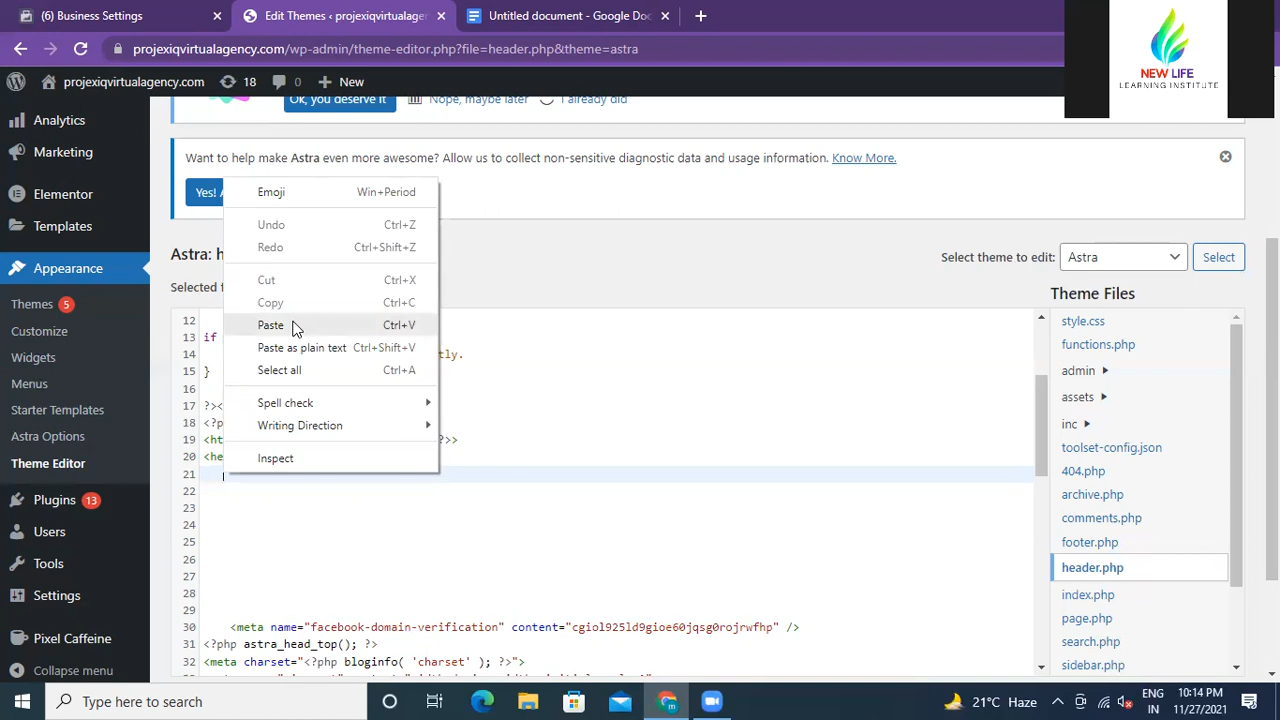 (6) Business Settings
Edit Themes ‹ projexiqvirtualagen
Untitled document - Google Doc
projexiqvirtualagency.com/wp-admin/theme-editor.php?file=header.php&theme=astra
NEW LIFE
LEARNING INSTITUTE
projexiqvirtualagency.com
18
0
New
Ok, you deserve it
Nope, maybe later
I already did
Analytics
Marketing
Elementor
Templates
Appearance
Themes 5
Customize
Widgets
Menus
Starter Templates
Astra Options
Theme Editor
Plugins 13
Users
Tools
Settings
Pixel Caffeine
Collapse menu
Want to help make Astra even more awesome? Allow us to collect non-sensitive diagnostic data and usage information. Know More.
Yes!
Emoji Win+Period
Undo Ctrl+Z
Redo Ctrl+Shift+Z
Cut Ctrl+X
Copy Ctrl+C
Paste Ctrl+V
Paste as plain text Ctrl+Shift+V
Select all Ctrl+A
Spell check
Writing Direction
Inspect
Astra: h
Select theme to edit: Astra Select
Selected f
12
13 if
14 tly.
15 }
16
17 ?><
18 <?p
19 <ht ?>>
20 <he
21
22
23
24
25
26
27
28
29
30 <meta name="facebook-domain-verification" content="cgiol925ld9gioe60jqsg0rojrwfhp" />
31 <?php astra_head_top(); ?>
32 <meta charset="<?php bloginfo( 'charset' ); ?>">
Theme Files
style.css
functions.php
admin
assets
inc
toolset-config.json
404.php
archive.php
comments.php
footer.php
header.php
index.php
page.php
search.php
sidebar.php
Type here to search
21°C Haze
ENG
IN
10:14 PM
11/27/2021